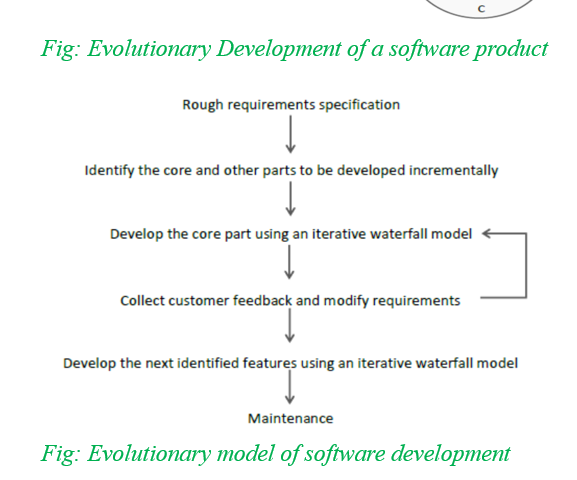 C
Fig: Evolutionary Development of a software product
Rough requirements specification
Identify the core and other parts to be developed incrementally
Develop the core part using an iterative waterfall model
Collect customer feedback and modify requirements
Develop the next identified features using an iterative waterfall model
Maintenance
Fig: Evolutionary model of software development